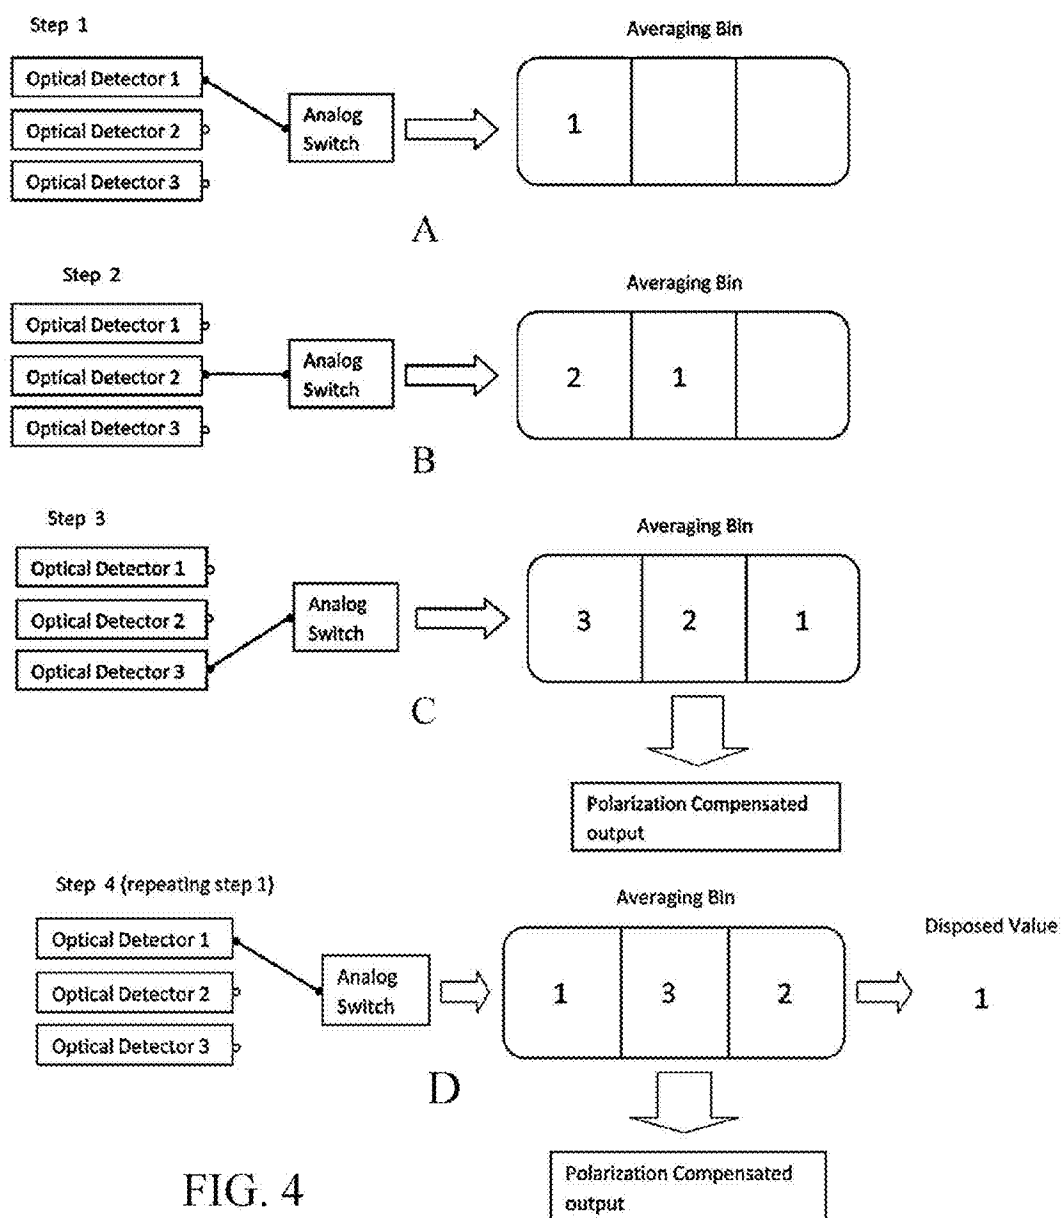 Step 1
Averaging Bin
Optical Detector 1
Optical Detector 2
Optical Detector 3
Analog
Switch
1
A
Step 2
Averaging Bin
Optical Detector 1
Optical Detector 2
Optical Detector 3
Analog
Switch
2 1
B
Step 3
Averaging Bin
Optical Detector 1
Optical Detector 2
Optical Detector 3
Analog
Switch
3 2 1
C
Polarization Compensated
output
Step 4 (repeating step 1)
Averaging Bin
Disposed Value
Optical Detector 1
Optical Detector 2
Optical Detector 3
Analog
Switch
1 3 2
1
D
Polarization Compensated
output
FIG. 4